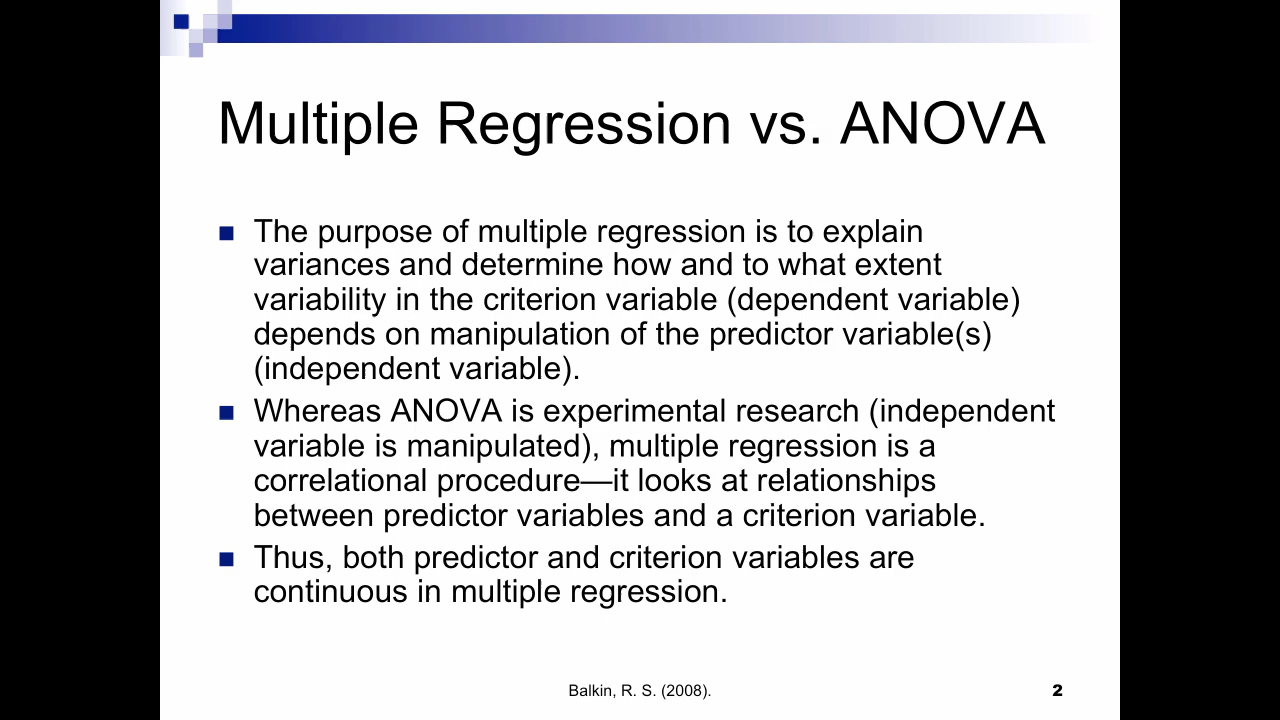 Multiple Regression vs. ANOVA
The purpose of multiple regression is to explain
variances and determine how and to what extent
variability in the criterion variable (dependent variable)
depends on manipulation of the predictor variable(s)
(independent variable).
Whereas ANOVA is experimental research (independent
variable is manipulated), multiple regression is a
correlational procedure—it looks at relationships
between predictor variables and a criterion variable.
Thus, both predictor and criterion variables are
continuous in multiple regression.
Balkin, R. S. (2008).
2